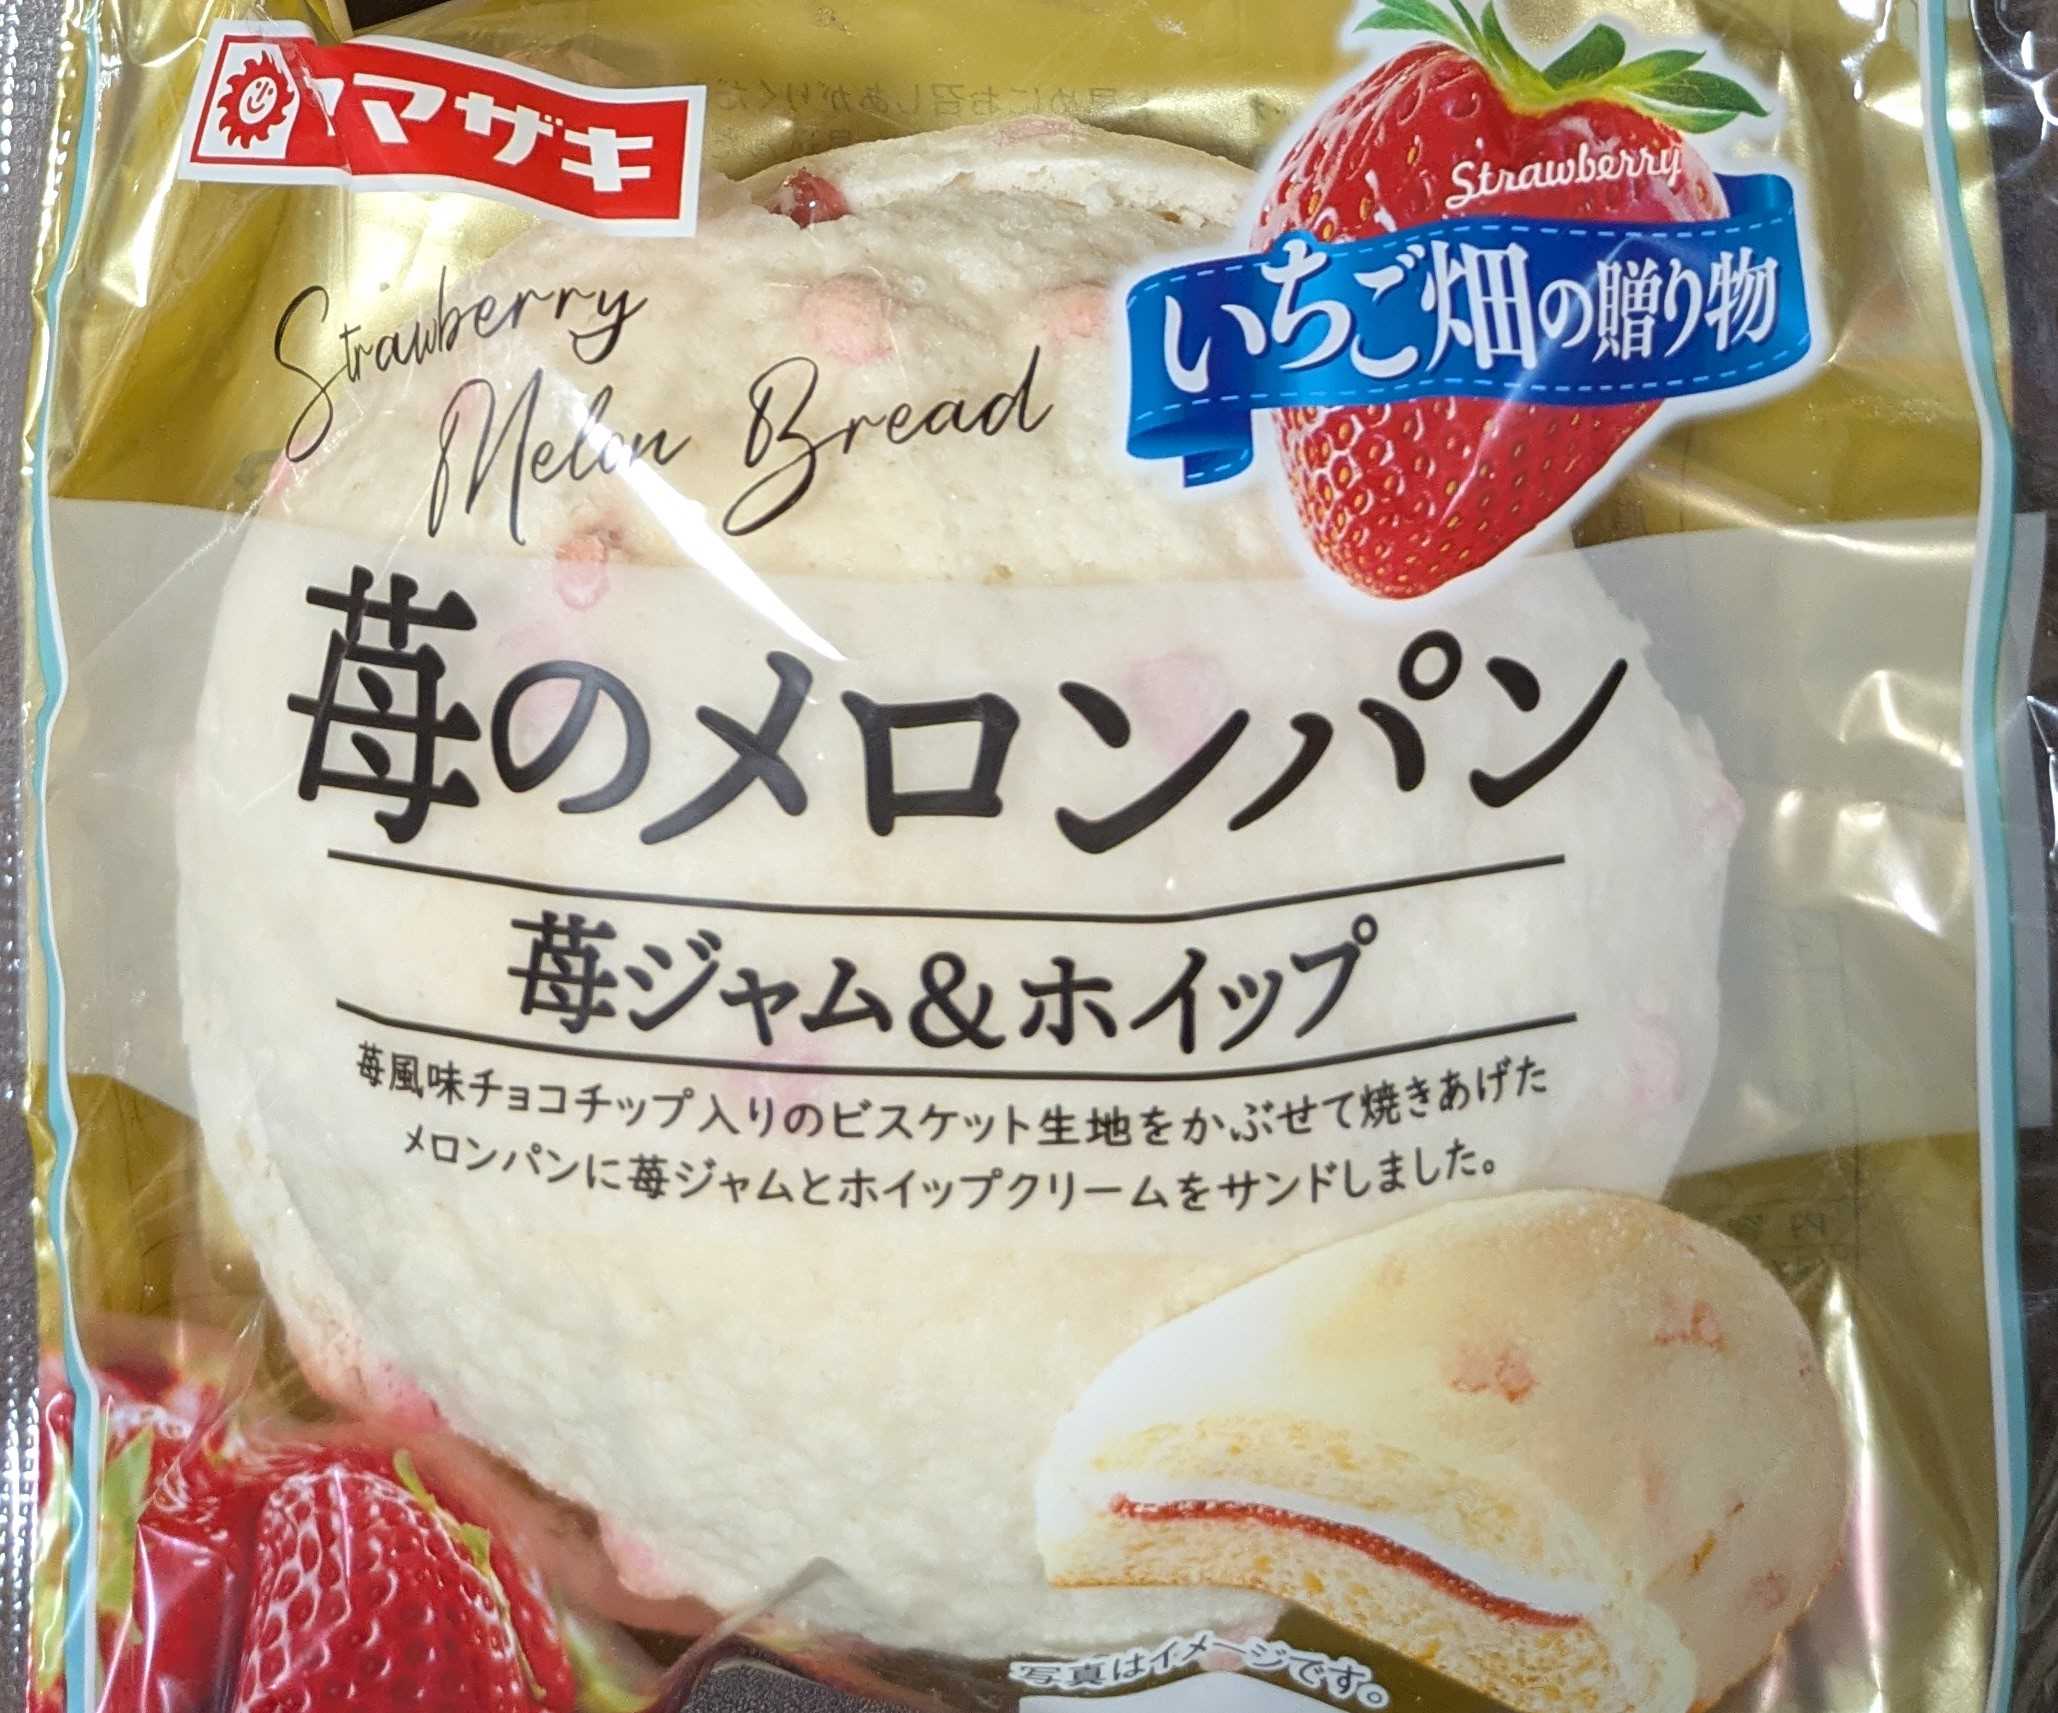 ヤマザキ
Strawberry
いちご畑の贈り物
Strawberry
Melon Bread
苺のメロンパン
苺ジャム&ホイップ
苺風味チョコチップ入りのビスケット生地をかぶせて焼きあげた
メロンパンに苺ジャムとホイップクリームをサンドしました。
写真はイメージです。